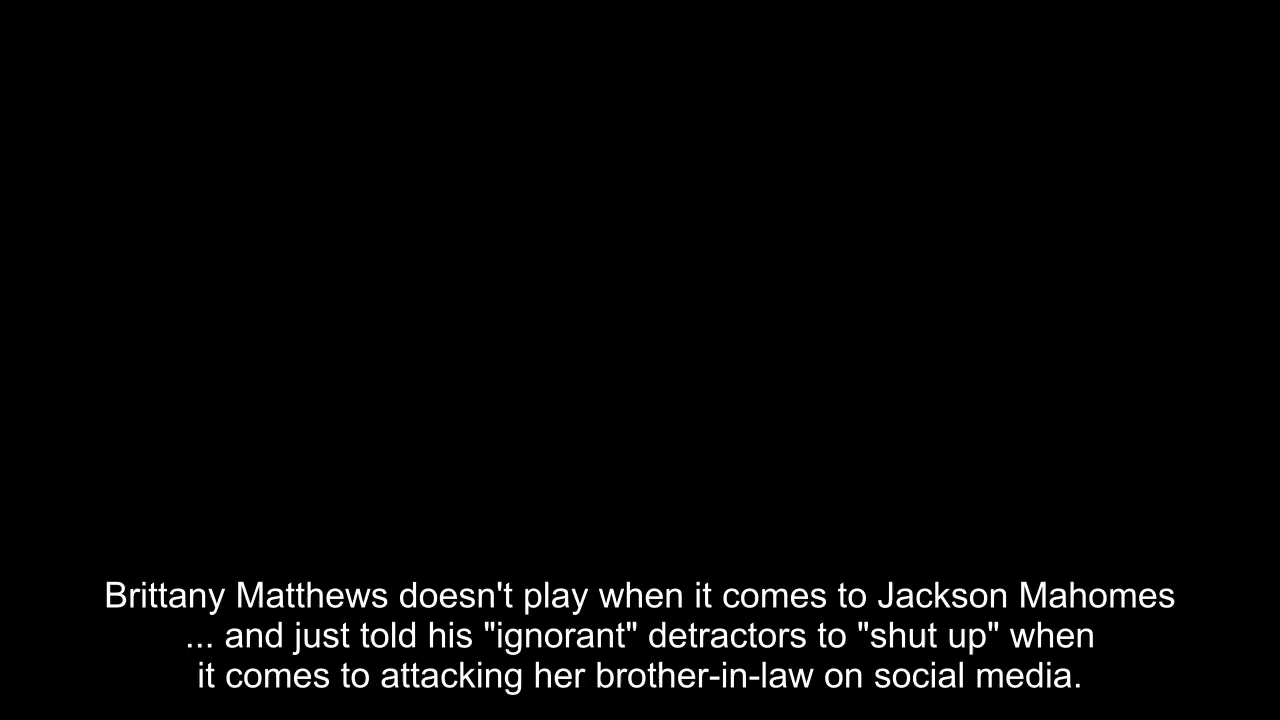 Brittany Matthews doesn't play when it comes to Jackson Mahomes
... and just told his "ignorant" detractors to "shut up" when
it comes to attacking her brother-in-law on social media.